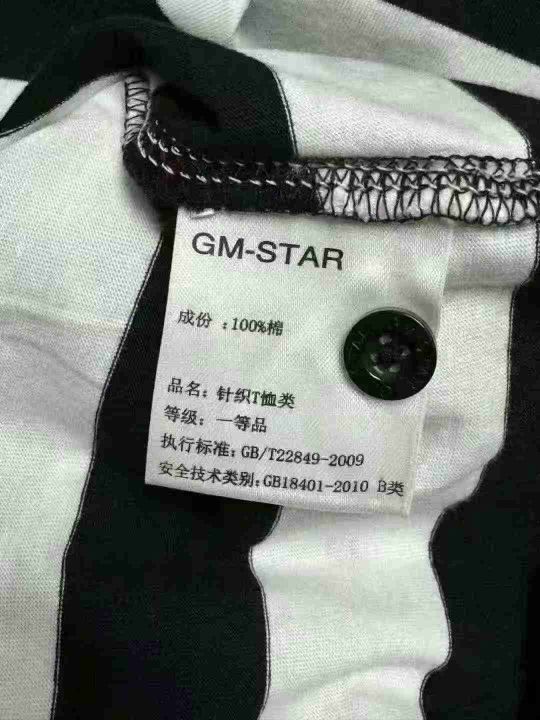 GM-STAR
成份：100%棉
品名：针织T恤类
等级：一等品
执行标准：GB/T22849-2009
安全技术类别：GB18401-2010 B类